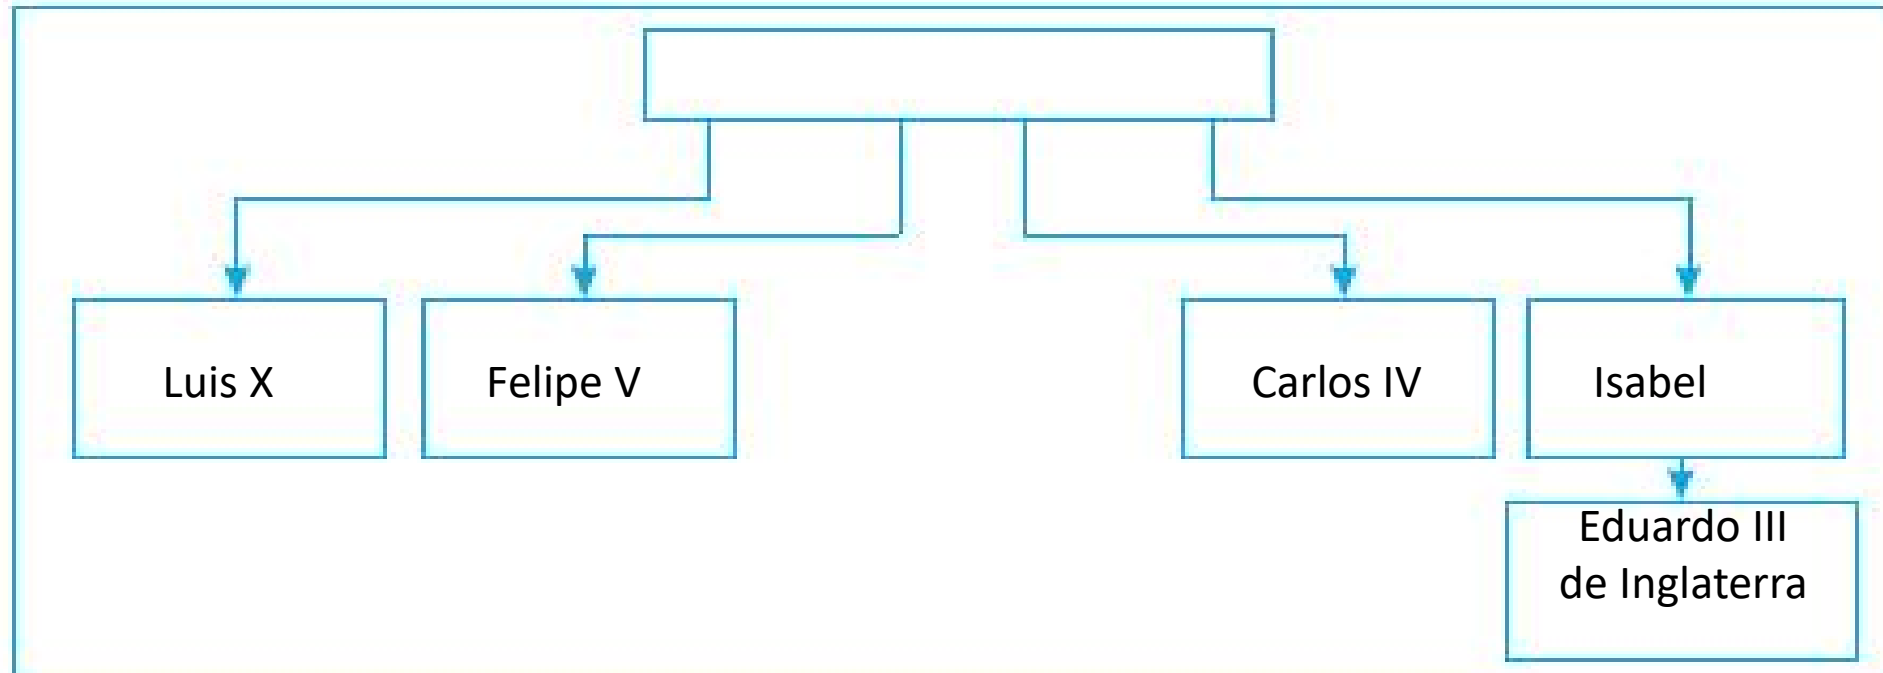 Luis X
Felipe V
Carlos IV
Isabel
Eduardo III
de Inglaterra